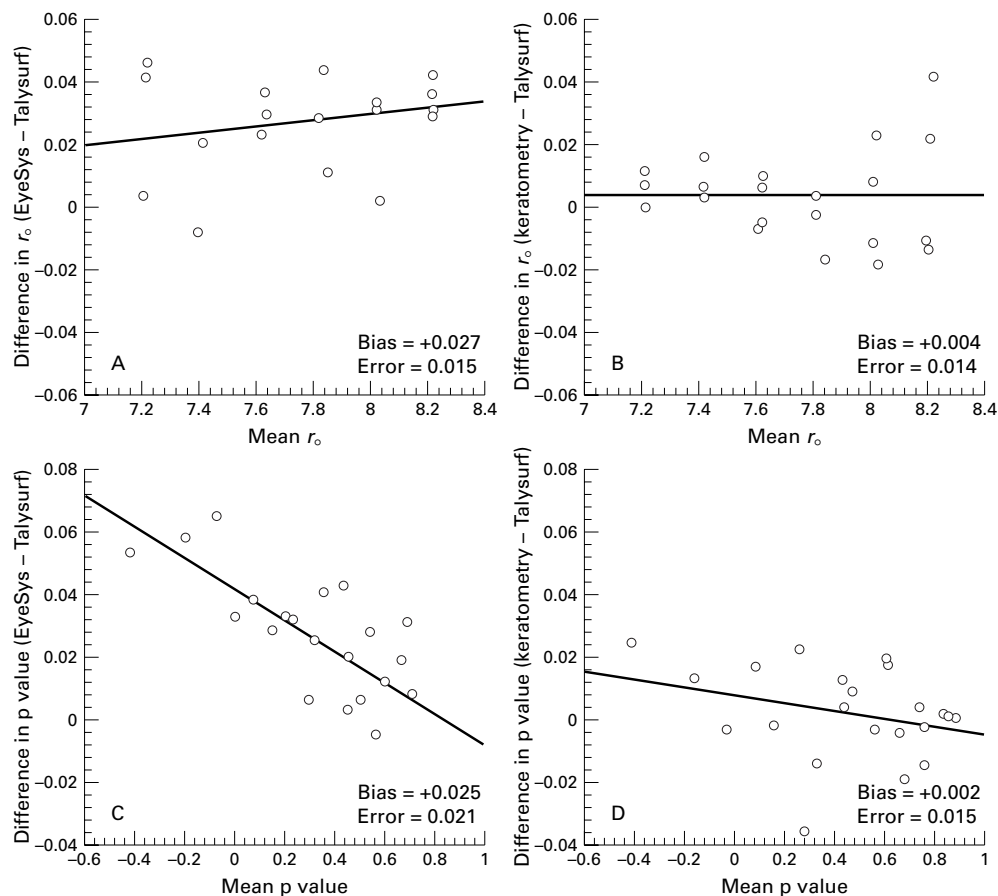 0.06
0.04
0.02
0
–0.02
–0.04
–0.06
Difference in r₀ (EyeSys – Talysurf)
A
Bias = +0.027
Error = 0.015
7 7.2 7.4 7.6 7.8 8 8.2 8.4
Mean r₀
0.06
0.04
0.02
0
–0.02
–0.04
–0.06
Difference in r₀ (keratometry – Talysurf)
B
Bias = +0.004
Error = 0.014
7 7.2 7.4 7.6 7.8 8 8.2 8.4
Mean r₀
0.08
0.06
0.04
0.02
0
–0.02
–0.04
Difference in p value (EyeSys – Talysurf)
C
Bias = +0.025
Error = 0.021
–0.6 –0.4 –0.2 0 0.2 0.4 0.6 0.8 1
Mean p value
0.08
0.06
0.04
0.02
0
–0.02
–0.04
Difference in p value (keratometry – Talysurf)
D
Bias = +0.002
Error = 0.015
–0.6 –0.4 –0.2 0 0.2 0.4 0.6 0.8 1
Mean p value